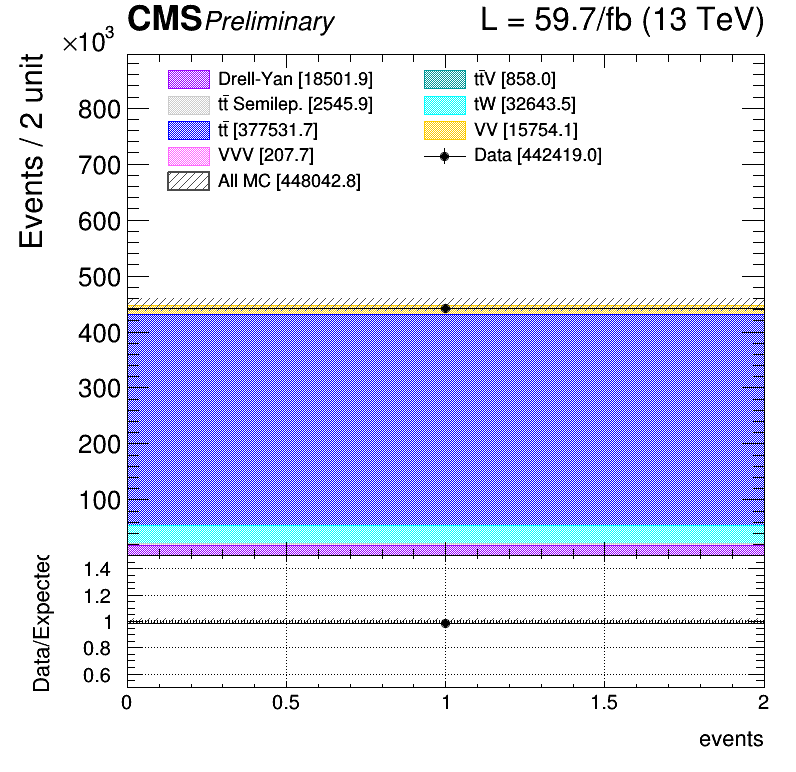 CMS Preliminary L = 59.7/fb (13 TeV)
×10³
Events / 2 unit
Drell-Yan [18501.9]
tt̄ Semilep. [2545.9]
tt̄ [377531.7]
VVV [207.7]
All MC [448042.8]
tt̄V [858.0]
tW [32643.5]
VV [15754.1]
Data [442419.0]
800
700
600
500
400
300
200
100
Data/Expected
1.4
1.2
1
0.8
0.6
0 0.5 1 1.5 2
events